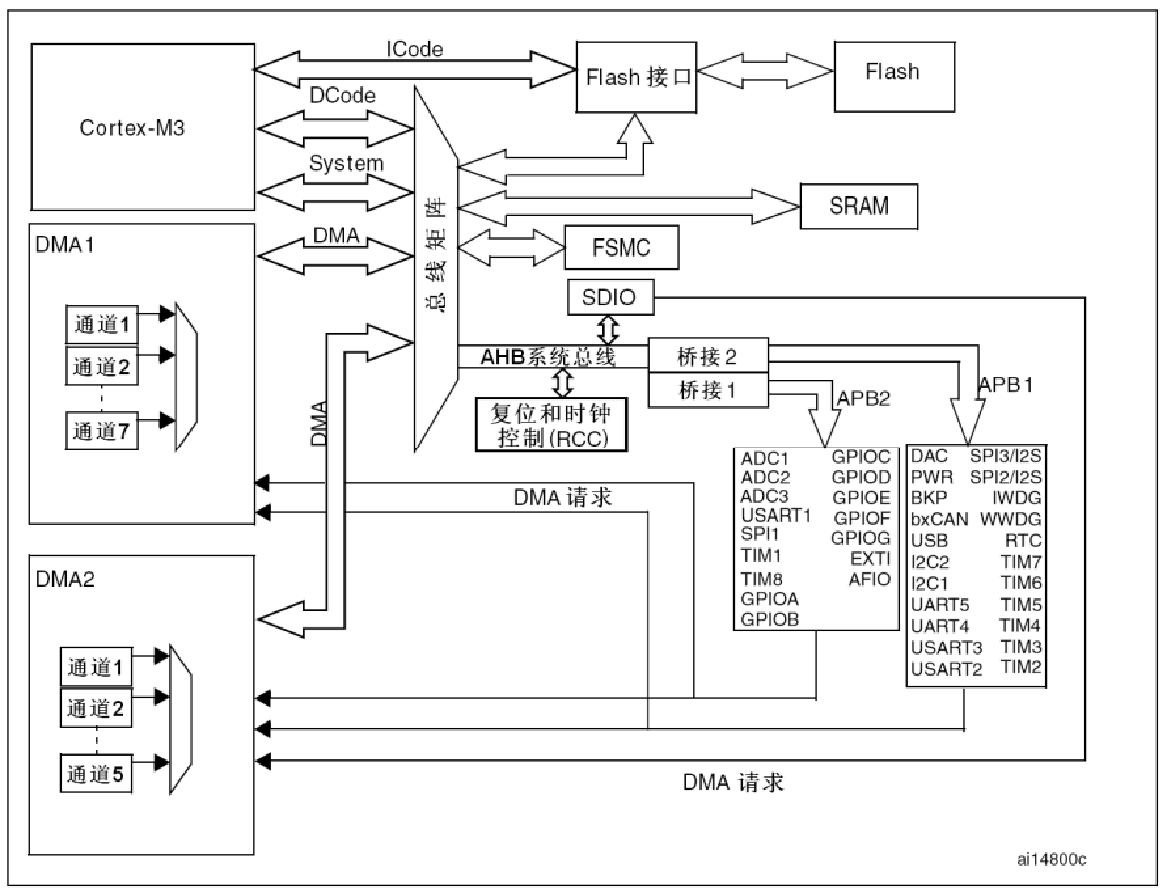 ICode
Flash 接口
Flash
Cortex-M3
DCode
System
SRAM
DMA1
DMA
总线矩阵
FSMC
SDIO
通道1
通道2
通道7
AHB系统总线
桥接2
桥接1
APB2
APB1
复位和时钟
控制(RCC)
DMA
DMA 请求
ADC1 GPIOC
ADC2 GPIOD
ADC3 GPIOE
USART1 GPIOF
SPI1 GPIOG
TIM1 EXTI
TIM8 AFIO
GPIOA
GPIOB
DAC SPI3/I2S
PWR SPI2/I2S
BKP IWDG
bxCAN WWDG
USB RTC
I2C2 TIM7
I2C1 TIM6
UART5 TIM5
UART4 TIM4
USART3 TIM3
USART2 TIM2
DMA2
通道1
通道2
通道5
DMA 请求
ai14800c